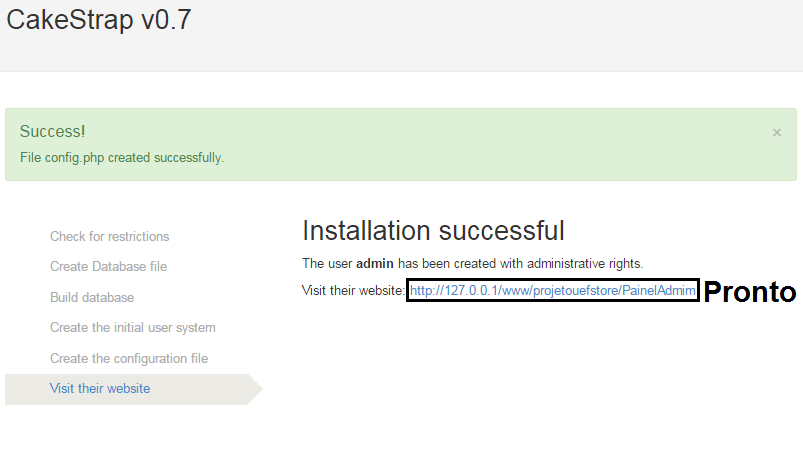 CakeStrap v0.7
Success!
×
File config.php created successfully.
Check for restrictions
Create Database file
Build database
Create the initial user system
Create the configuration file
Visit their website
Installation successful
The user admin has been created with administrative rights.
Visit their website: http://127.0.0.1/www/projetouefstore/PainelAdmim Pronto